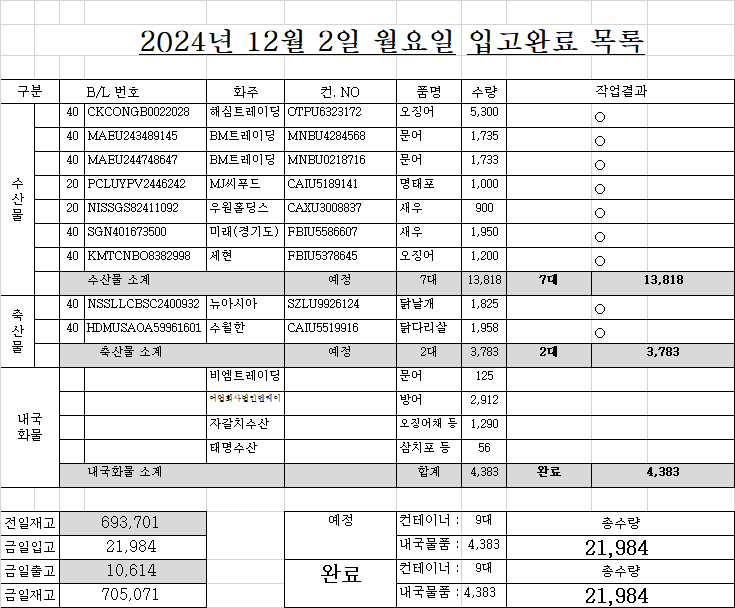 2024년 12월 2일 월요일 입고완료 목록
구분 B/L 번호 화주 컨. NO 품명 수량 작업결과
수산물
40 CKCONGB0022028 해심트레이딩 OTPU6323172 오징어 5,300 ○
40 MAEU243489145 BM트레이딩 MNBU4284568 문어 1,735 ○
40 MAEU244748647 BM트레이딩 MNBU0218716 문어 1,733 ○
20 PCLUYPV2446242 MJ씨푸드 CAIU5189141 명태포 1,000 ○
20 NISSGS82411092 우원홀딩스 CAXU3008837 새우 900 ○
40 SGN401673500 미래(경기도) FBIU5586607 새우 1,950 ○
40 KMTCNBO8382998 제현 FBIU5378645 오징어 1,200 ○
수산물 소계 예정 7대 13,818 7대 13,818
축산물
40 NSSLLCBSC2400932 뉴아시아 SZLU9926124 닭날개 1,825 ○
40 HDMUSAOA59961601 수월한 CAIU5519916 닭다리살 1,958 ○
축산물 소계 예정 2대 3,783 2대 3,783
내국화물
비엠트레이딩 문어 125
방어 2,912
자갈치수산 오징어채 등 1,290
태명수산 삼치포 등 56
내국화물 소계 합계 4,383 완료 4,383
전일재고 693,701 예정 컨테이너 : 9대 총수량
금일입고 21,984 내국물품 : 4,383 21,984
금일출고 10,614 완료 컨테이너 : 9대 총수량
금일재고 705,071 내국물품 : 4,383 21,984